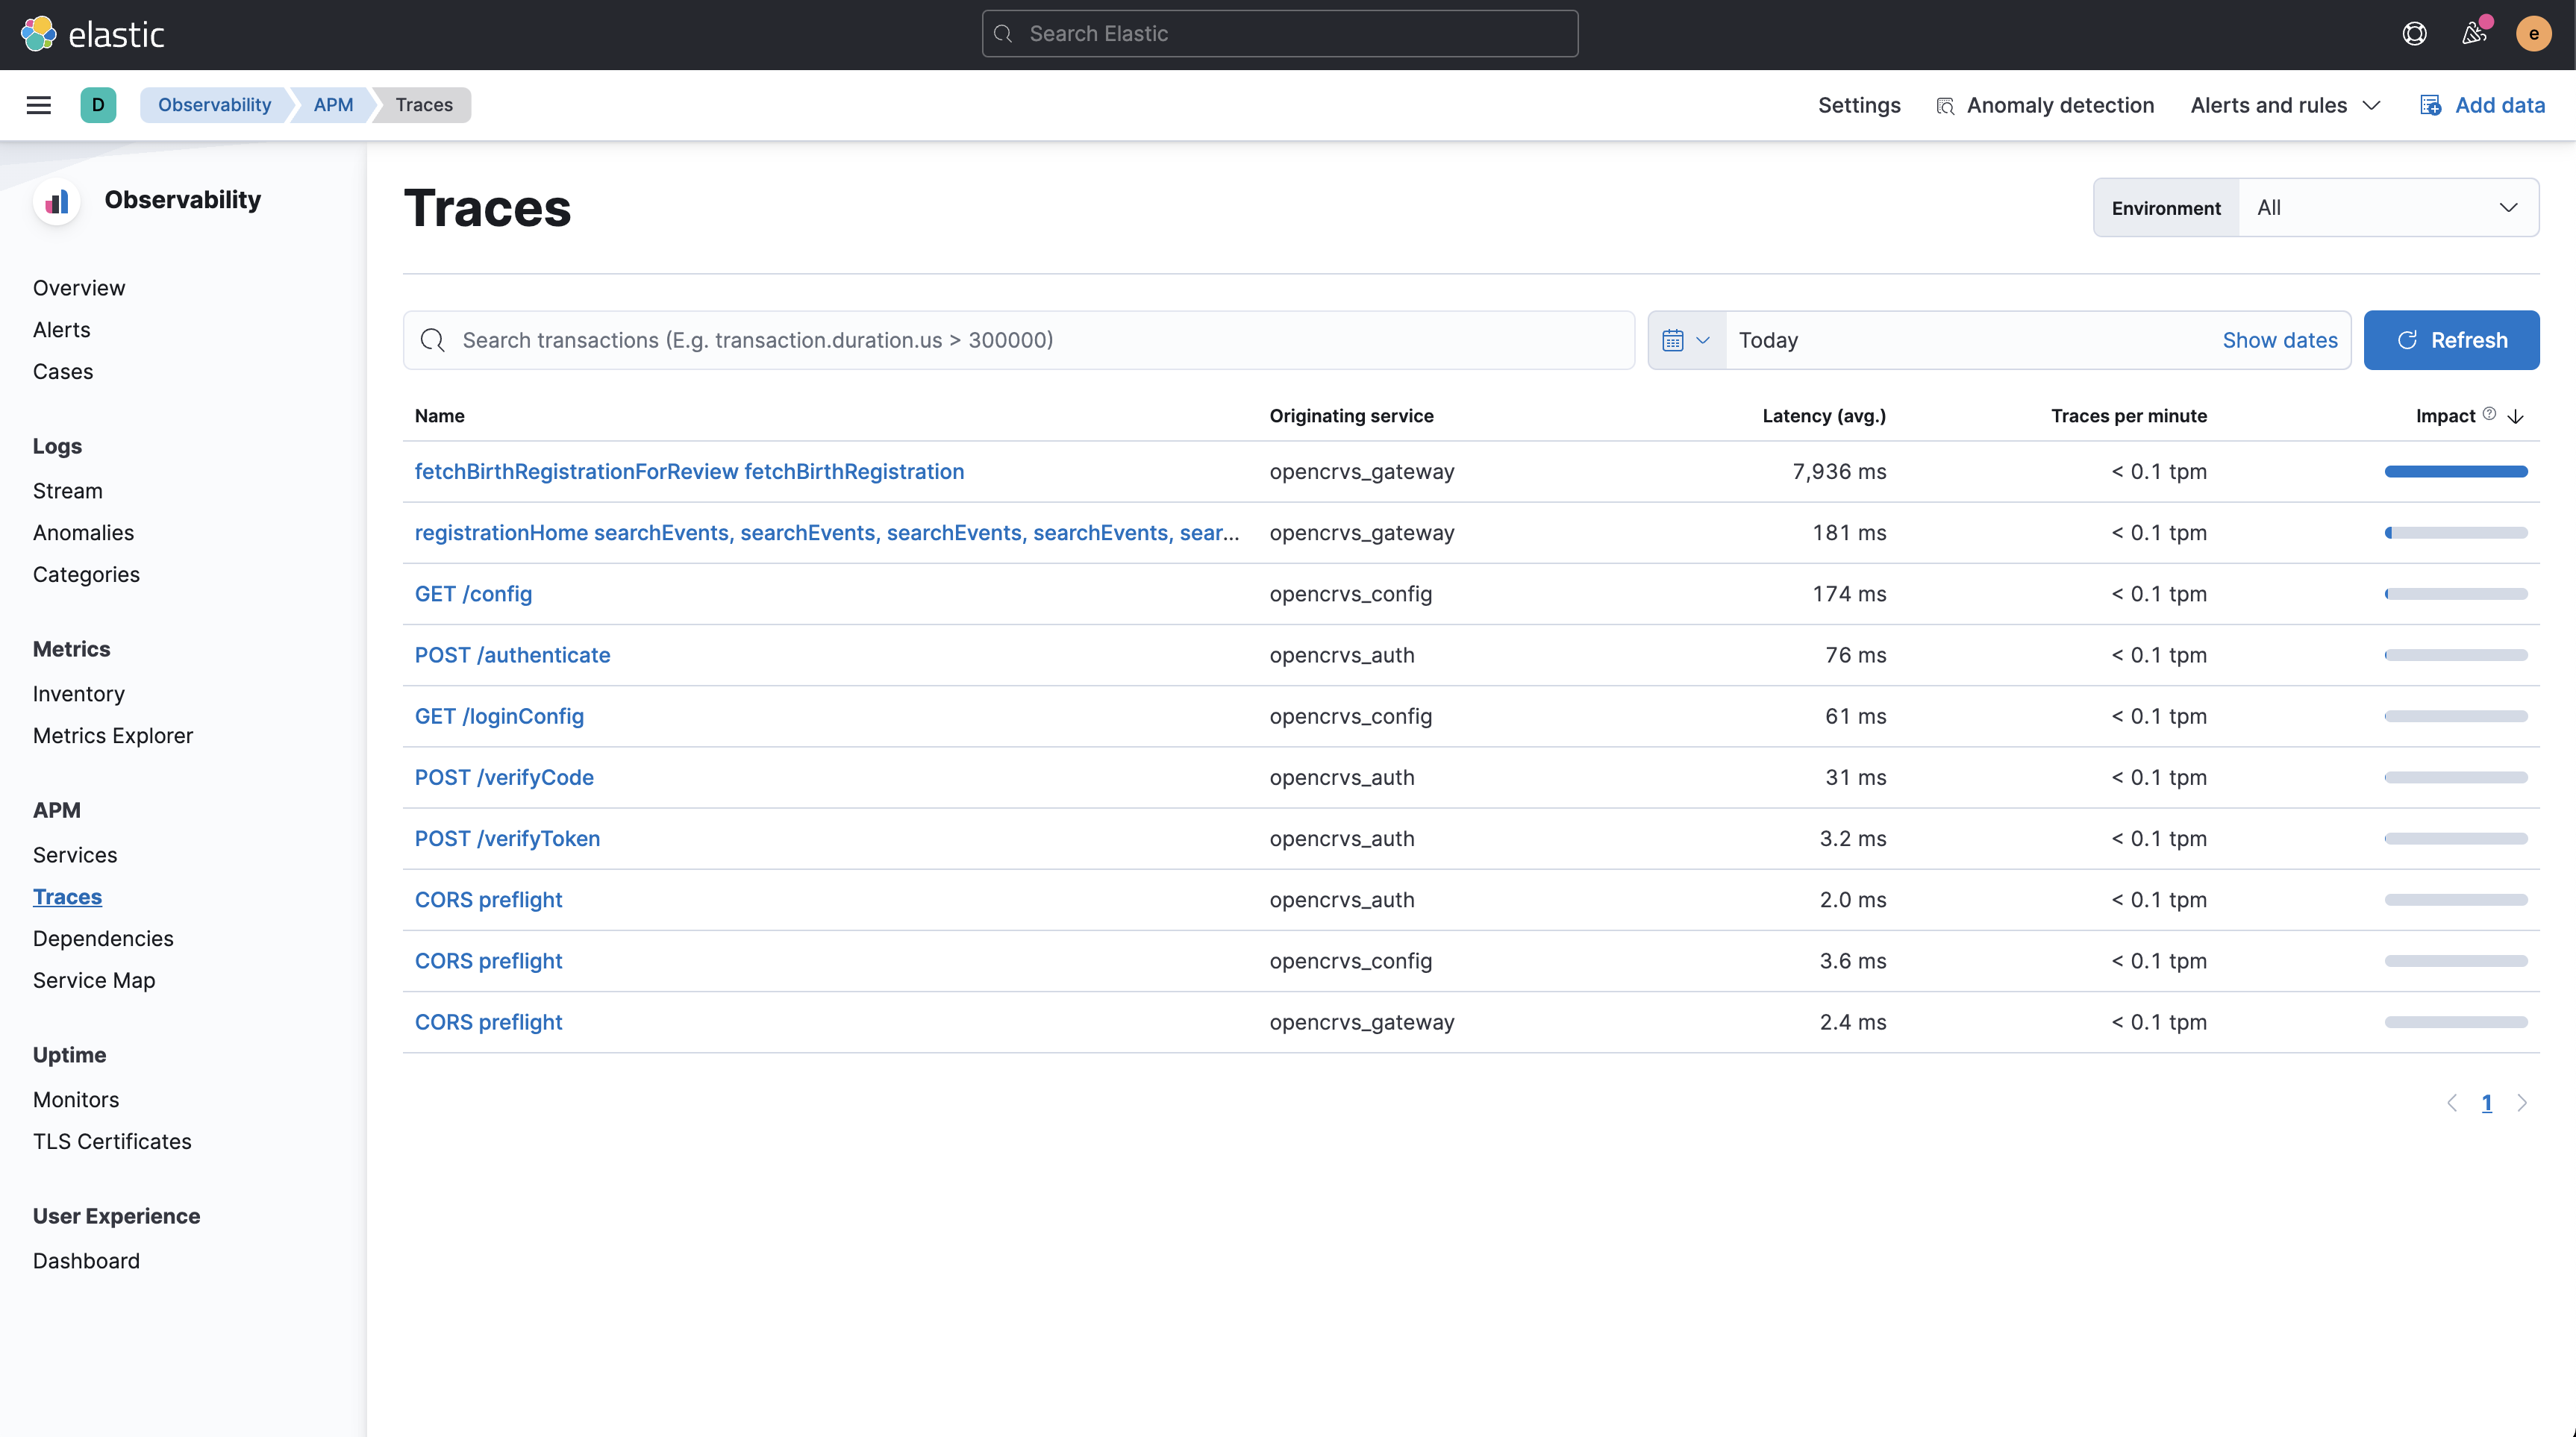 elastic
Search Elastic
e
D
Observability
APM
Traces
Settings
Anomaly detection
Alerts and rules
Add data
Observability
Overview
Alerts
Cases
Logs
Stream
Anomalies
Categories
Metrics
Inventory
Metrics Explorer
APM
Services
Traces
Dependencies
Service Map
Uptime
Monitors
TLS Certificates
User Experience
Dashboard
Traces
Environment All
Search transactions (E.g. transaction.duration.us > 300000)
Today
Show dates
Refresh
Name Originating service Latency (avg.) Traces per minute Impact
fetchBirthRegistrationForReview fetchBirthRegistration opencrvs_gateway 7,936 ms < 0.1 tpm
registrationHome searchEvents, searchEvents, searchEvents, searchEvents, sear... opencrvs_gateway 181 ms < 0.1 tpm
GET /config opencrvs_config 174 ms < 0.1 tpm
POST /authenticate opencrvs_auth 76 ms < 0.1 tpm
GET /loginConfig opencrvs_config 61 ms < 0.1 tpm
POST /verifyCode opencrvs_auth 31 ms < 0.1 tpm
POST /verifyToken opencrvs_auth 3.2 ms < 0.1 tpm
CORS preflight opencrvs_auth 2.0 ms < 0.1 tpm
CORS preflight opencrvs_config 3.6 ms < 0.1 tpm
CORS preflight opencrvs_gateway 2.4 ms < 0.1 tpm
1